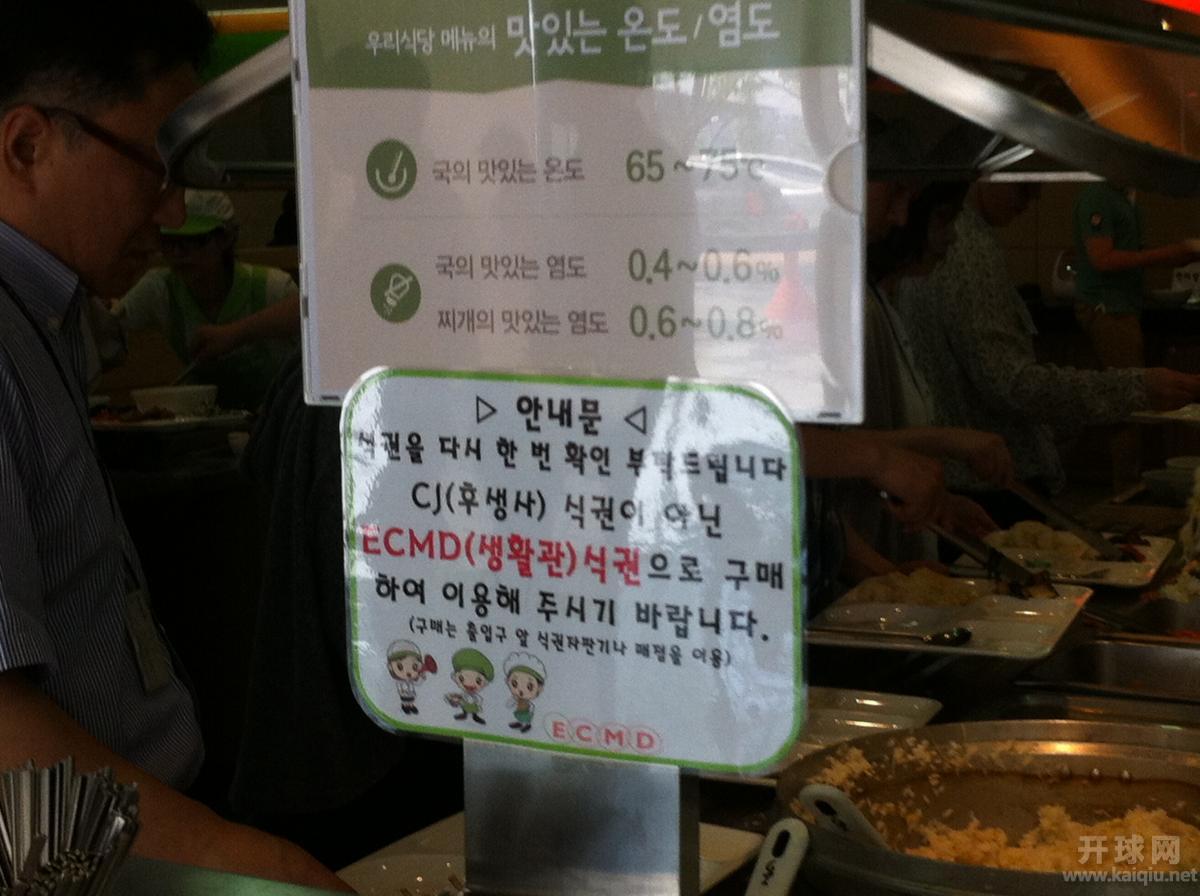 우리식당 메뉴의 맛있는 온도/염도
국의 맛있는 온도 65~75℃
국의 맛있는 염도 0.4~0.6%
찌개의 맛있는 염도 0.6~0.8%
▷ 안내문 ◁
식권을 다시 한 번 확인 부탁드립니다
CJ(후생사) 식권이 아닌
ECMD(생활관)식권으로 구매
하여 이용해 주시기 바랍니다.
(구매는 출입구 앞 식권자판기나 매점을 이용)
ECMD
开球网
www.kaiqiu.net